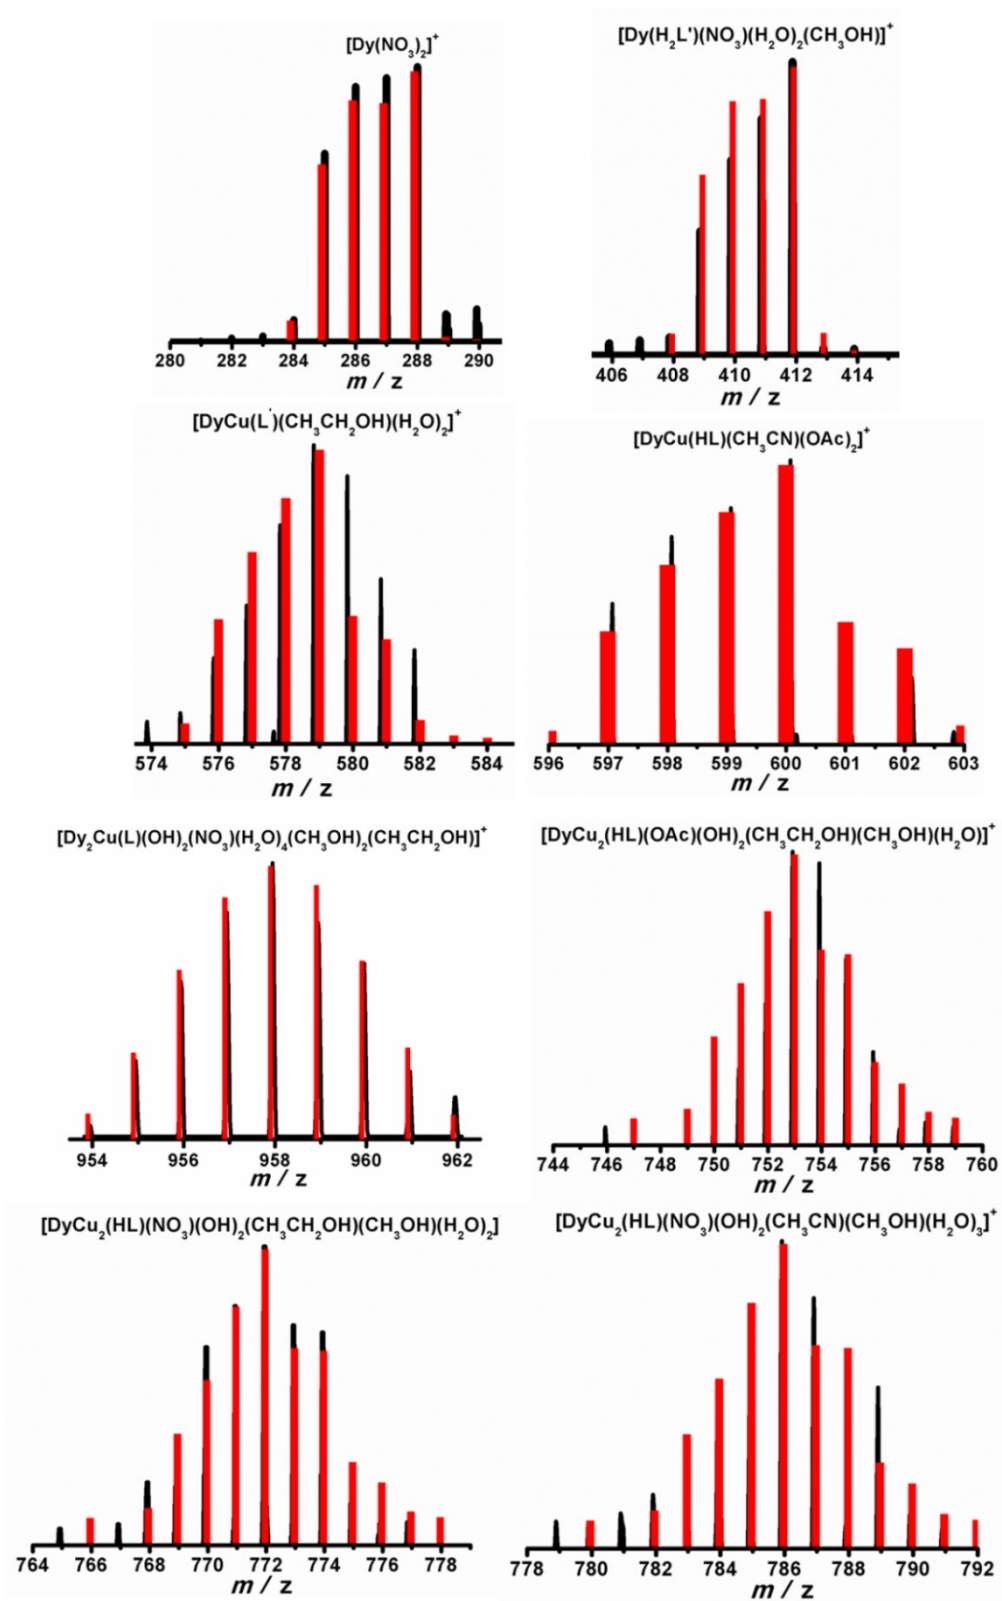 [Dy(NO₃)₂]⁺
280 282 284 286 288 290
m / z
[Dy(H₂L')(NO₃)(H₂O)₂(CH₃OH)]⁺
406 408 410 412 414
m / z
[DyCu(L')(CH₃CH₂OH)(H₂O)₂]⁺
574 576 578 580 582 584
m / z
[DyCu(HL)(CH₃CN)(OAc)₂]⁺
596 597 598 599 600 601 602 603
m / z
[Dy₂Cu(L)(OH)₂(NO₃)(H₂O)₄(CH₃OH)₂(CH₃CH₂OH)]⁺
954 956 958 960 962
m / z
[DyCu₂(HL)(OAc)(OH)₂(CH₃CH₂OH)(CH₃OH)(H₂O)]⁺
744 746 748 750 752 754 756 758 760
m / z
[DyCu₂(HL)(NO₃)(OH)₂(CH₃CH₂OH)(CH₃OH)(H₂O)₂]
764 766 768 770 772 774 776 778
m / z
[DyCu₂(HL)(NO₃)(OH)₂(CH₃CN)(CH₃OH)(H₂O)₃]⁺
778 780 782 784 786 788 790 792
m / z